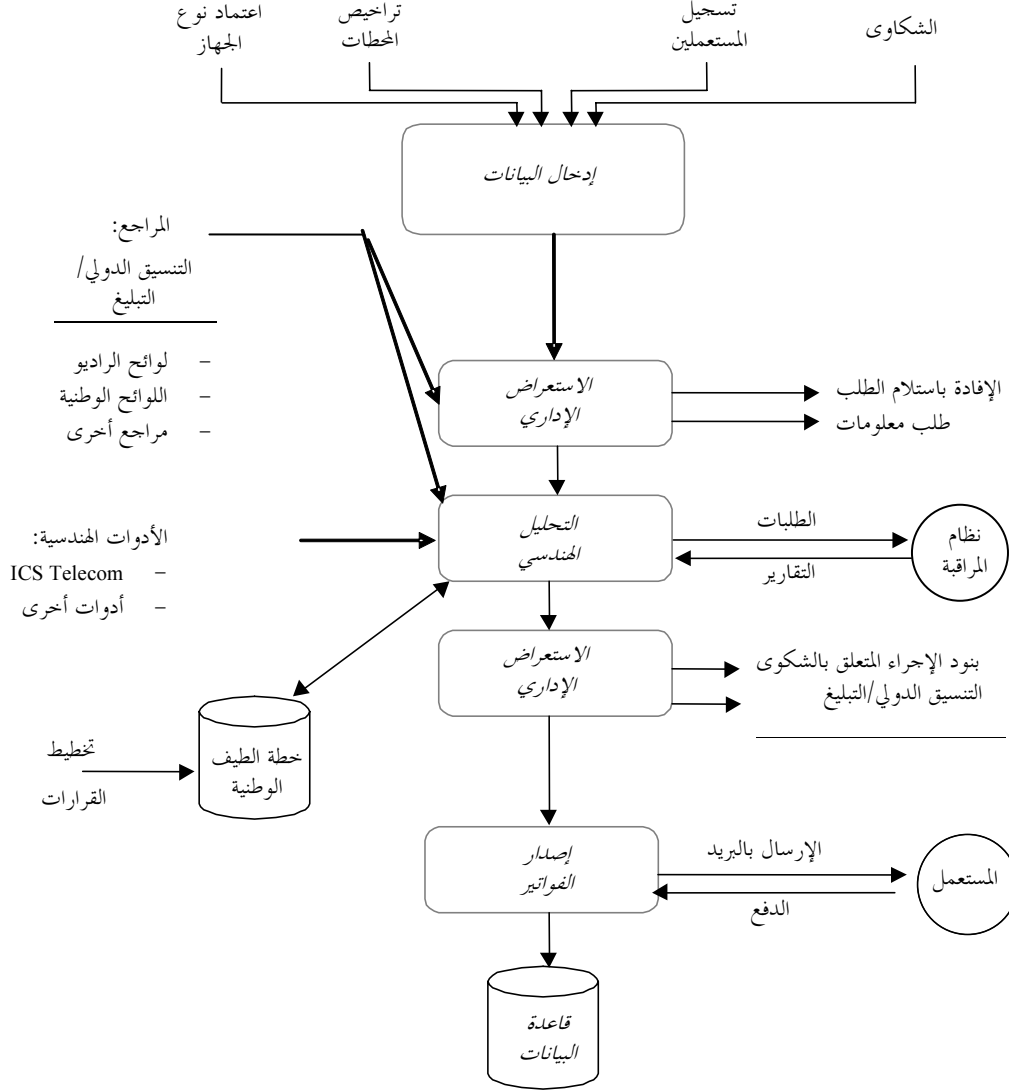 الشكاوى
تسجيل
المستعملين
تراخيص
المحطات
اعتماد نوع
الجهاز
إدخال البيانات
المراجع:
التنسيق الدولي/
التبليغ
– لوائح الراديو
– اللوائح الوطنية
– مراجع أخرى
الاستعراض
الإداري
الإفادة باستلام الطلب
طلب معلومات
الأدوات الهندسية:
– ICS Telecom
– أدوات أخرى
التحليل
الهندسي
الطلبات
التقارير
نظام
المراقبة
الاستعراض
الإداري
بنود الإجراء المتعلق بالشكوى
التنسيق الدولي/التبليغ
خطة الطيف
الوطنية
تخطيط
القرارات
إصدار
الفواتير
الإرسال بالبريد
الدفع
المستعمل
قاعدة
البيانات